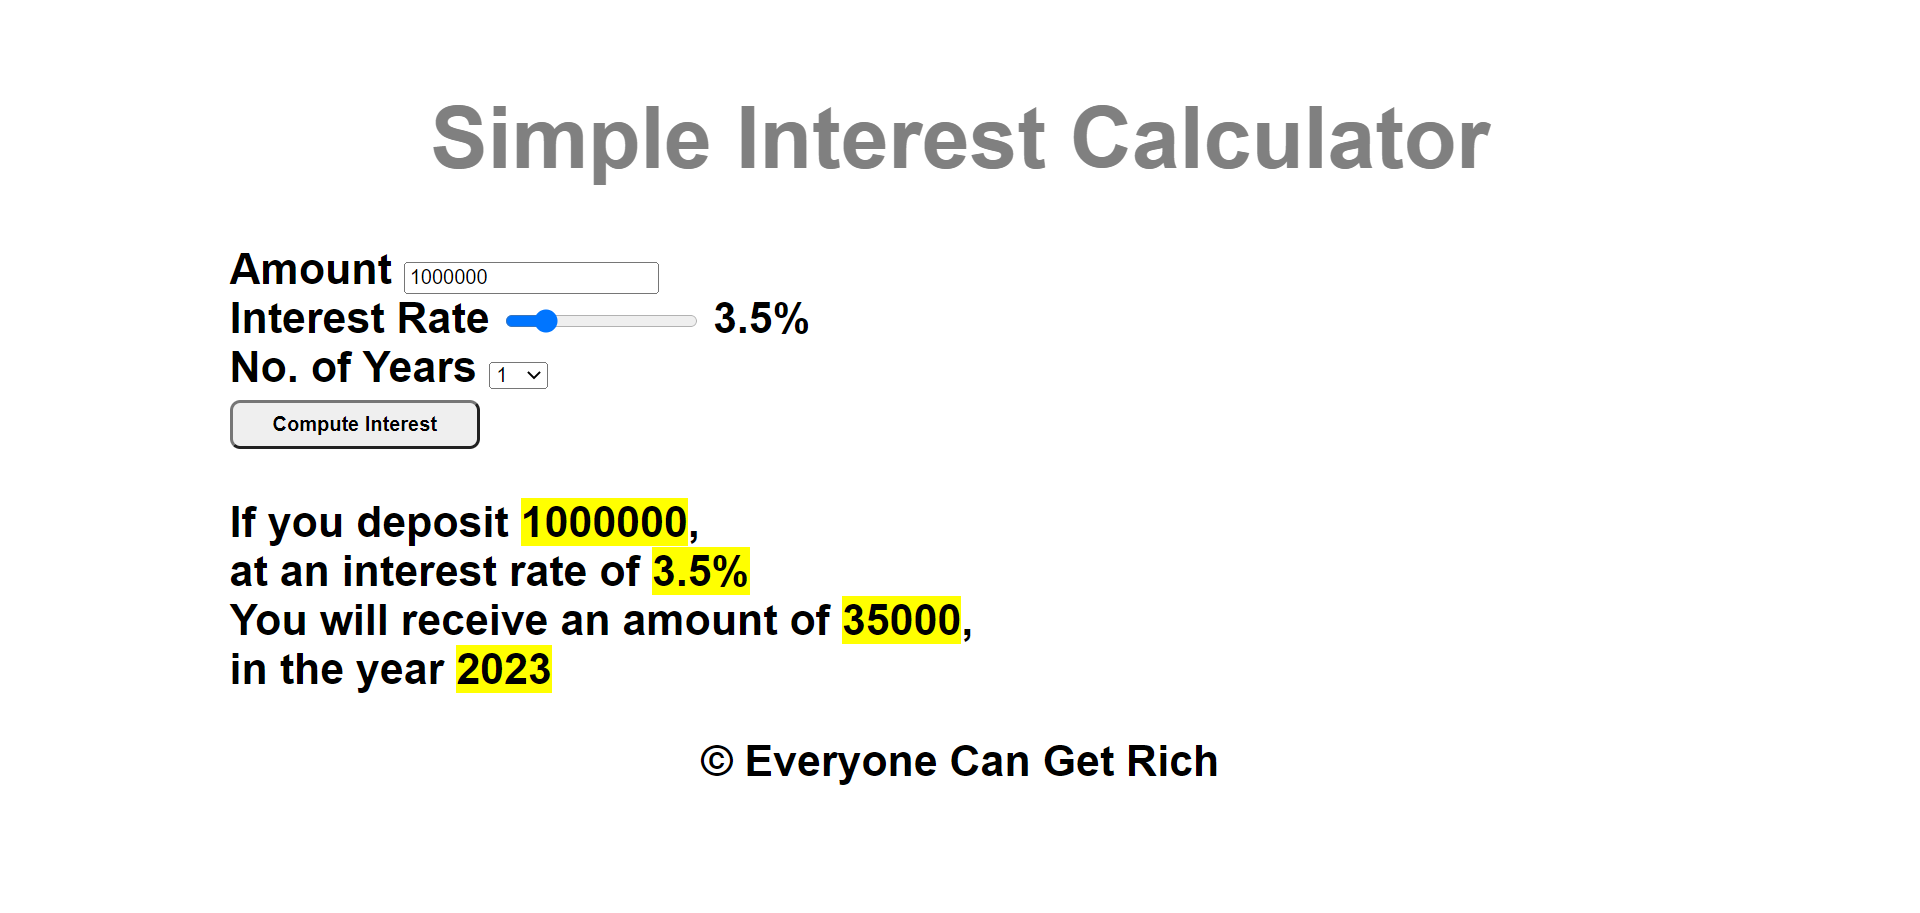 Simple Interest Calculator
Amount 1000000
Interest Rate 3.5%
No. of Years 1
Compute Interest
If you deposit 1000000,
at an interest rate of 3.5%
You will receive an amount of 35000,
in the year 2023
© Everyone Can Get Rich